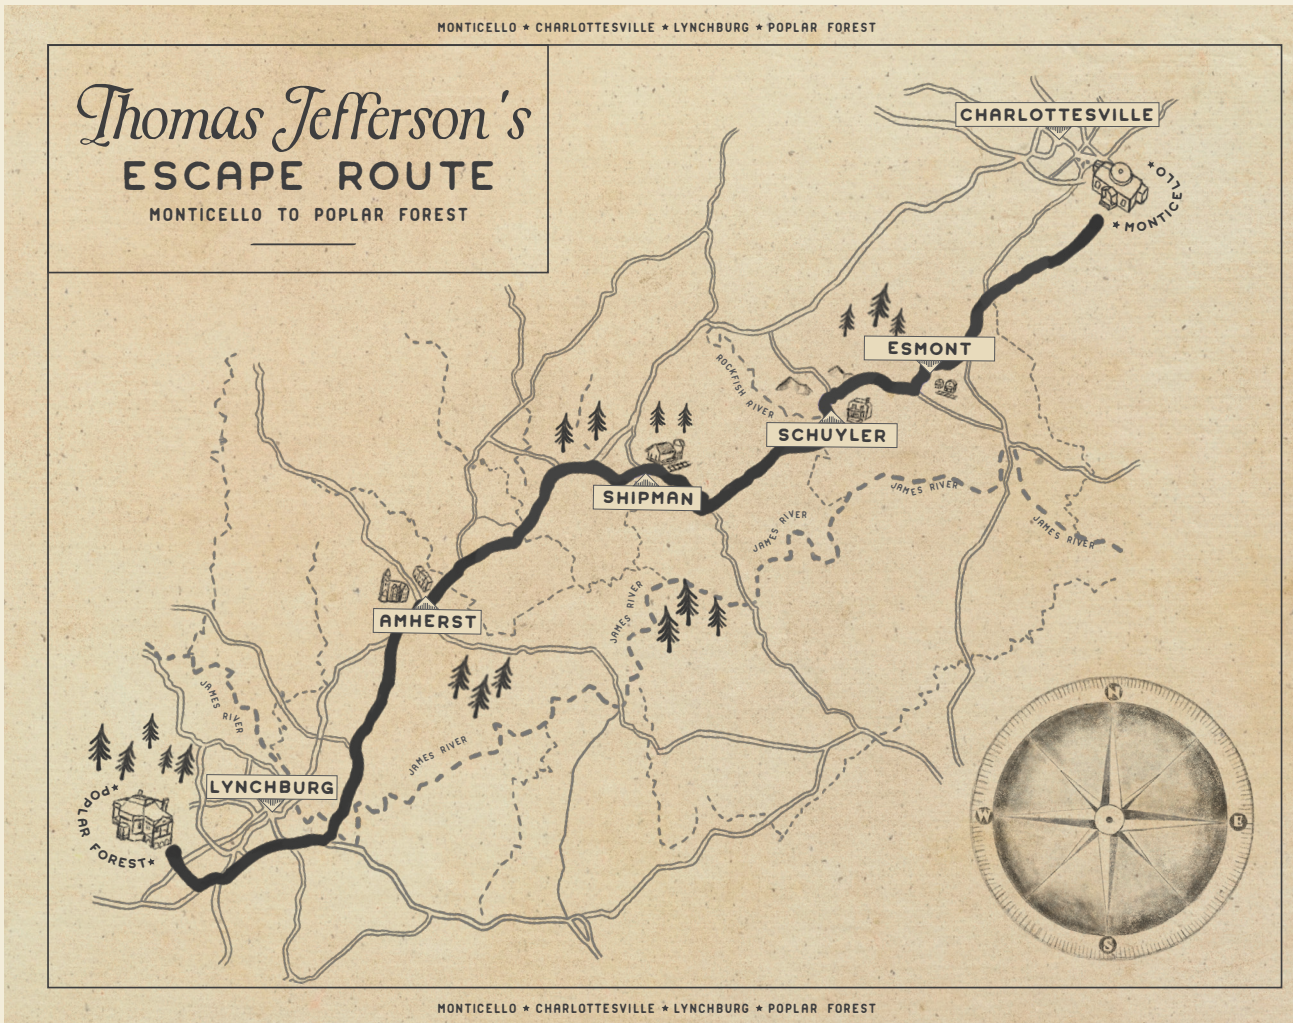 MONTICELLO ★ CHARLOTTESVILLE ★ LYNCHBURG ★ POPLAR FOREST
Thomas Jefferson's
ESCAPE ROUTE
MONTICELLO TO POPLAR FOREST
CHARLOTTESVILLE
★ MONTICELLO ★
ESMONT
ROCKFISH RIVER
SCHUYLER
SHIPMAN
JAMES RIVER
JAMES RIVER
JAMES RIVER
JAMES RIVER
AMHERST
JAMES RIVER
JAMES RIVER
LYNCHBURG
POPLAR FOREST
N
W
E
S
MONTICELLO ★ CHARLOTTESVILLE ★ LYNCHBURG ★ POPLAR FOREST